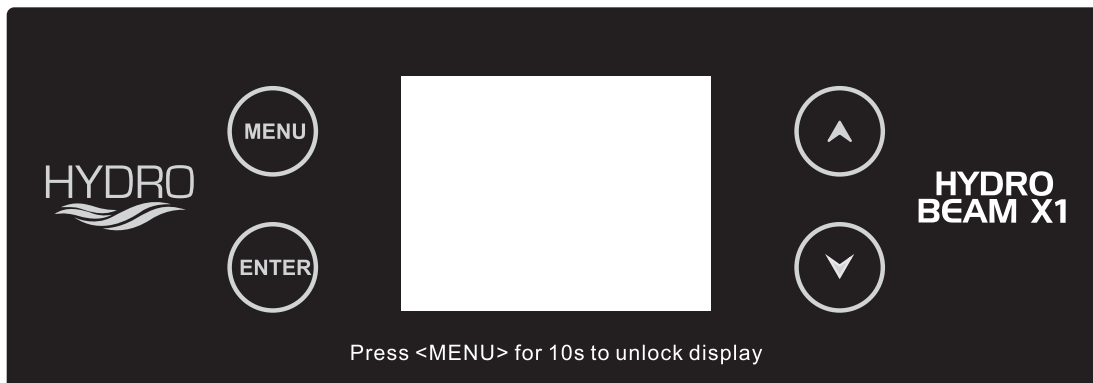 MENU
HYDRO
ENTER
HYDRO
BEAM X1
Press <MENU> for 10s to unlock display